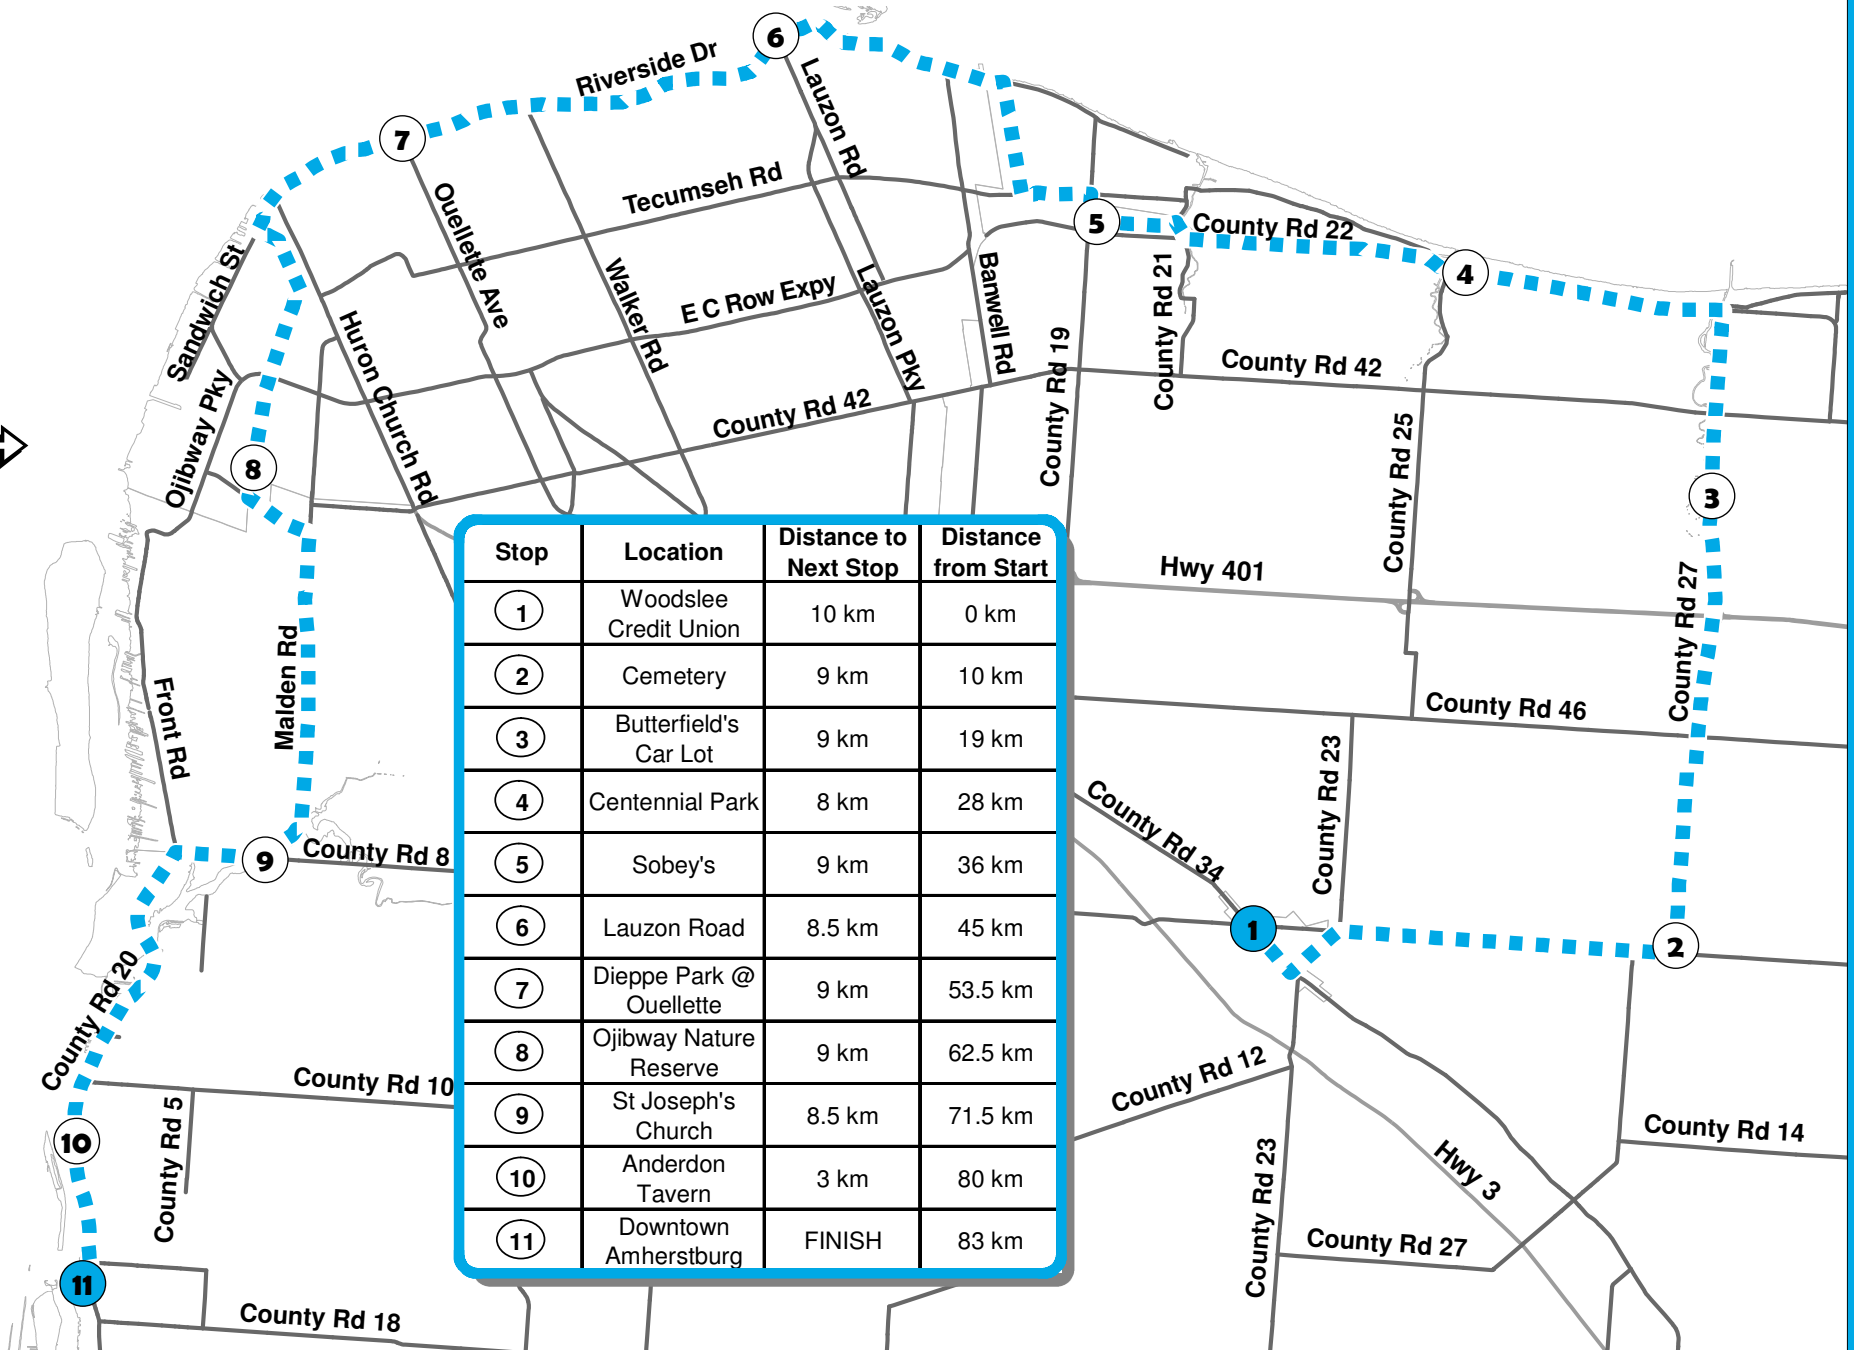 6
Riverside Dr
Lauzon Rd
7
Ouellette Ave
Tecumseh Rd
5
County Rd 22
4
Sandwich St
Huron Church Rd
Walker Rd
E C Row Expy
Lauzon Pky
Banwell Rd
County Rd 19
County Rd 21
County Rd 42
County Rd 42
Ojibway Pky
8
County Rd 25
3
Hwy 401
County Rd 27
Malden Rd
Front Rd
County Rd 46
County Rd 23
County Rd 34
9
County Rd 8
1
2
County Rd 20
County Rd 10
County Rd 12
10
County Rd 5
County Rd 14
Hwy 3
County Rd 23
County Rd 27
11
County Rd 18
Stop Location Distance to Next Stop Distance from Start
1 Woodslee Credit Union 10 km 0 km
2 Cemetery 9 km 10 km
3 Butterfield's Car Lot 9 km 19 km
4 Centennial Park 8 km 28 km
5 Sobey's 9 km 36 km
6 Lauzon Road 8.5 km 45 km
7 Dieppe Park @ Ouellette 9 km 53.5 km
8 Ojibway Nature Reserve 9 km 62.5 km
9 St Joseph's Church 8.5 km 71.5 km
10 Anderdon Tavern 3 km 80 km
11 Downtown Amherstburg FINISH 83 km